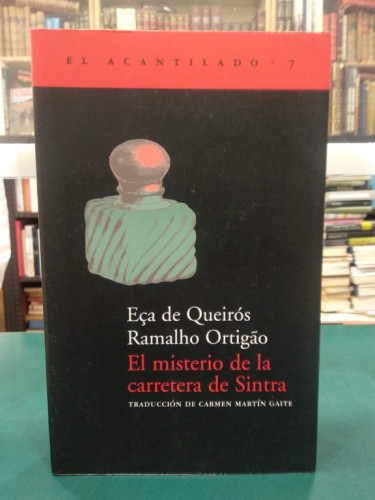 EL ACANTILADO · 7
Eça de Queirós
Ramalho Ortigão
El misterio de la
carretera de Sintra
TRADUCCIÓN DE CARMEN MARTÍN GAITE